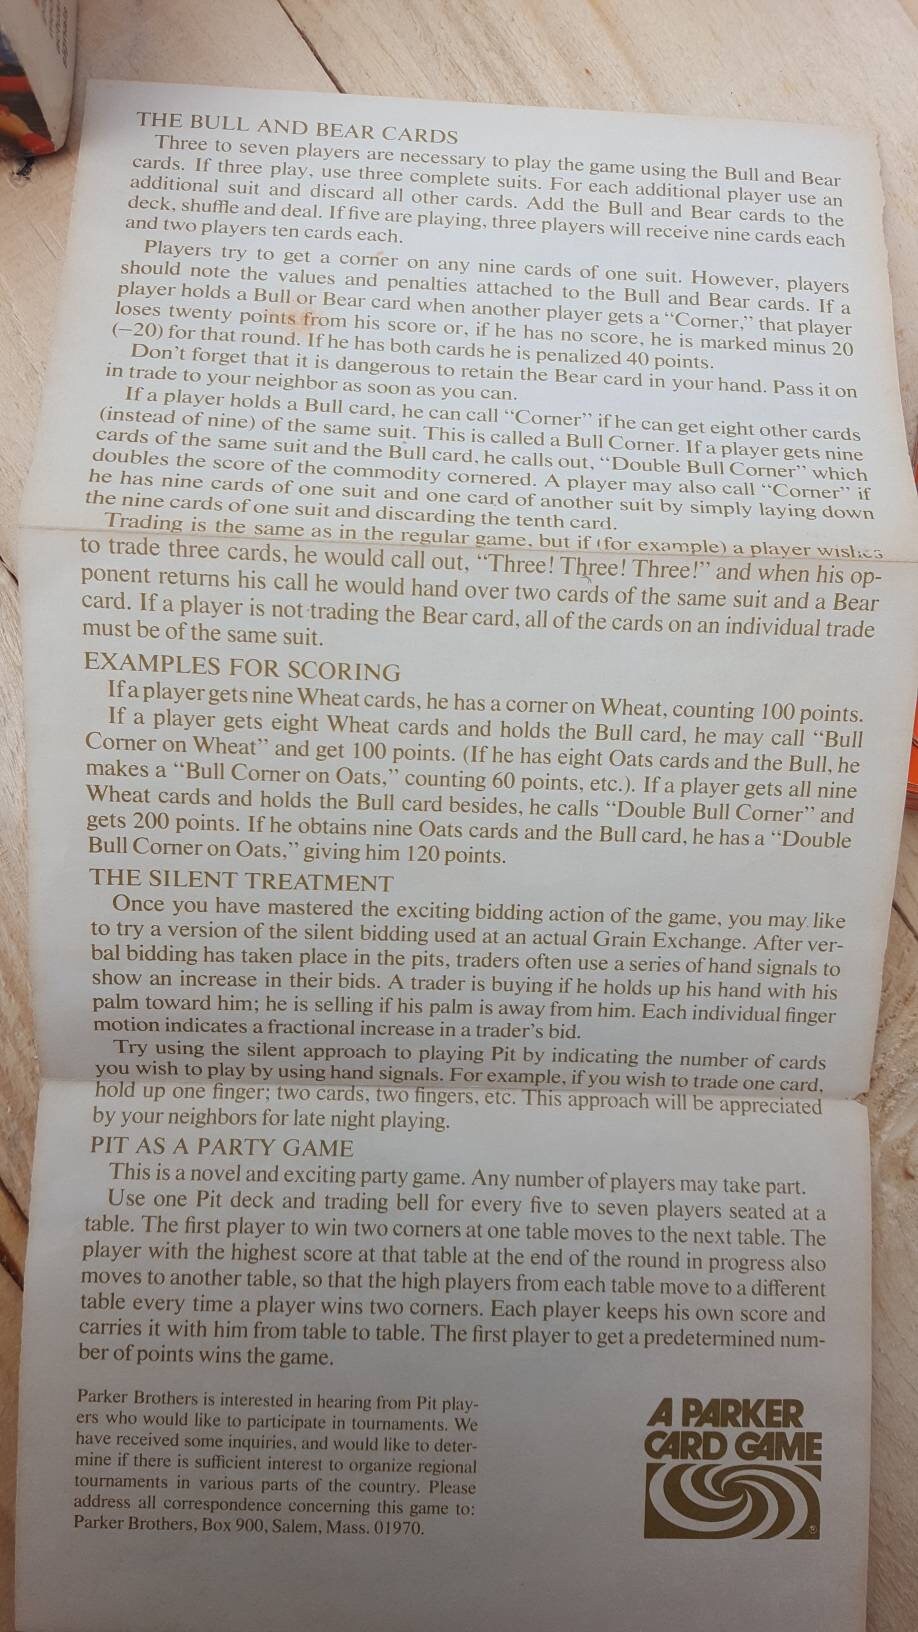 THE BULL AND BEAR CARDS
Three to seven players are necessary to play the game using the Bull and Bear
cards. If three play, use three complete suits. For each additional player use an
additional suit and discard all other cards. Add the Bull and Bear cards to the
deck, shuffle and deal. If five are playing, three players will receive nine cards each
and two players ten cards each.
Players try to get a corner on any nine cards of one suit. However, players
should note the values and penalties attached to the Bull and Bear cards. If a
player holds a Bull or Bear card when another player gets a “Corner,” that player
loses twenty points from his score or, if he has no score, he is marked minus 20
(−20) for that round. If he has both cards he is penalized 40 points.
Don’t forget that it is dangerous to retain the Bear card in your hand. Pass it on
in trade to your neighbor as soon as you can.
If a player holds a Bull card, he can call “Corner” if he can get eight other cards
(instead of nine) of the same suit. This is called a Bull Corner. If a player gets nine
cards of the same suit and the Bull card, he calls out, “Double Bull Corner” which
doubles the score of the commodity cornered. A player may also call “Corner” if
he has nine cards of one suit and one card of another suit by simply laying down
the nine cards of one suit and discarding the tenth card.
Trading is the same as in the regular game, but if (for example) a player wishes
to trade three cards, he would call out, “Three! Three! Three!” and when his op-
ponent returns his call he would hand over two cards of the same suit and a Bear
card. If a player is not trading the Bear card, all of the cards on an individual trade
must be of the same suit.
EXAMPLES FOR SCORING
If a player gets nine Wheat cards, he has a corner on Wheat, counting 100 points.
If a player gets eight Wheat cards and holds the Bull card, he may call “Bull
Corner on Wheat” and get 100 points. (If he has eight Oats cards and the Bull, he
makes a “Bull Corner on Oats,” counting 60 points, etc.). If a player gets all nine
Wheat cards and holds the Bull card besides, he calls “Double Bull Corner” and
gets 200 points. If he obtains nine Oats cards and the Bull card, he has a “Double
Bull Corner on Oats,” giving him 120 points.
THE SILENT TREATMENT
Once you have mastered the exciting bidding action of the game, you may like
to try a version of the silent bidding used at an actual Grain Exchange. After ver-
bal bidding has taken place in the pits, traders often use a series of hand signals to
show an increase in their bids. A trader is buying if he holds up his hand with his
palm toward him; he is selling if his palm is away from him. Each individual finger
motion indicates a fractional increase in a trader’s bid.
Try using the silent approach to playing Pit by indicating the number of cards
you wish to play by using hand signals. For example, if you wish to trade one card,
hold up one finger; two cards, two fingers, etc. This approach will be appreciated
by your neighbors for late night playing.
PIT AS A PARTY GAME
This is a novel and exciting party game. Any number of players may take part.
Use one Pit deck and trading bell for every five to seven players seated at a
table. The first player to win two corners at one table moves to the next table. The
player with the highest score at that table at the end of the round in progress also
moves to another table, so that the high players from each table move to a different
table every time a player wins two corners. Each player keeps his own score and
carries it with him from table to table. The first player to get a predetermined num-
ber of points wins the game.
Parker Brothers is interested in hearing from Pit play-
ers who would like to participate in tournaments. We
have received some inquiries, and would like to deter-
mine if there is sufficient interest to organize regional
tournaments in various parts of the country. Please
address all correspondence concerning this game to:
Parker Brothers, Box 900, Salem, Mass. 01970.
A PARKER
CARD GAME
®